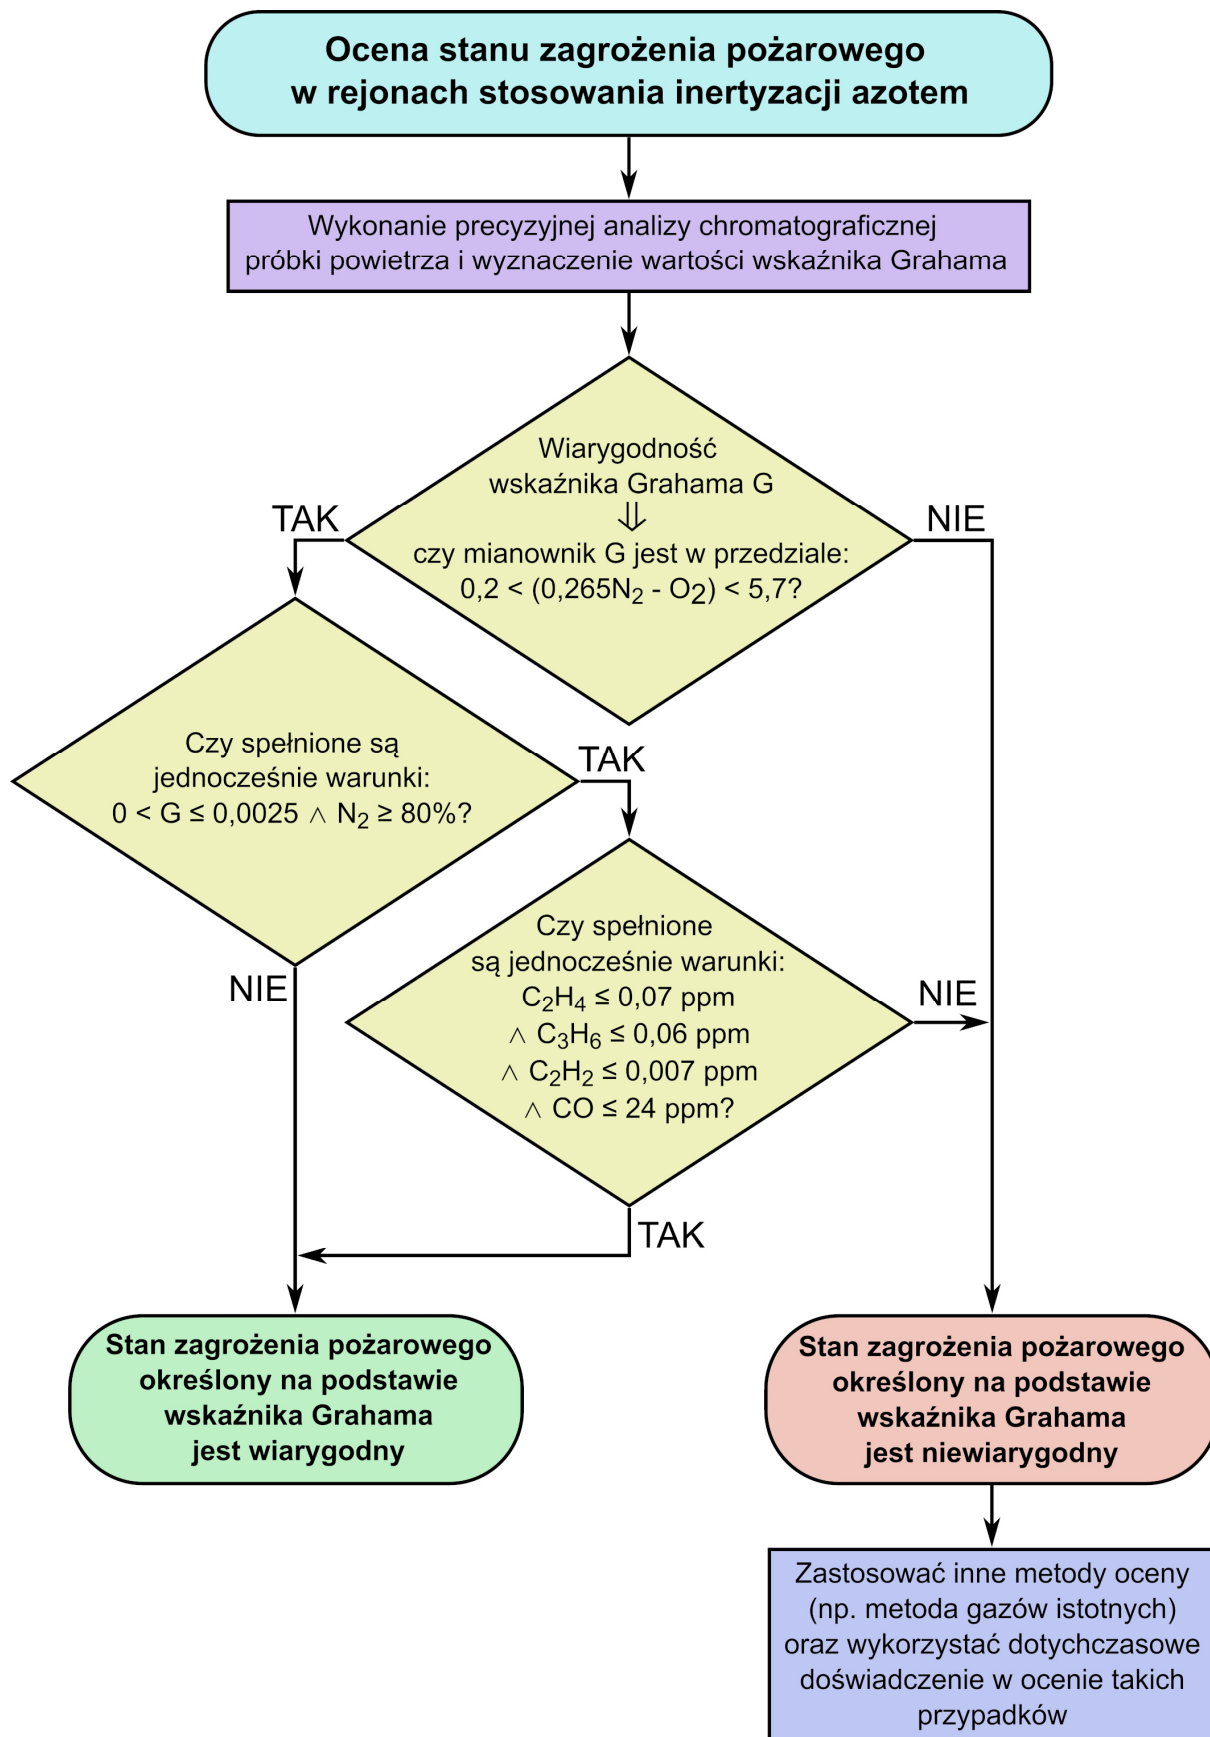 Ocena stanu zagrożenia pożarowego
w rejonach stosowania inertyzacji azotem
Wykonanie precyzyjnej analizy chromatograficznej
próbki powietrza i wyznaczenie wartości wskaźnika Grahama
Wiarygodność
wskaźnika Grahama G
⇓
czy mianownik G jest w przedziale:
0,2 < (0,265N₂ - O₂) < 5,7?
TAK
NIE
Czy spełnione są
jednocześnie warunki:
0 < G ≤ 0,0025 ∧ N₂ ≥ 80%?
TAK
NIE
Czy spełnione
są jednocześnie warunki:
C₂H₄ ≤ 0,07 ppm
∧ C₃H₆ ≤ 0,06 ppm
∧ C₂H₂ ≤ 0,007 ppm
∧ CO ≤ 24 ppm?
NIE
TAK
Stan zagrożenia pożarowego
określony na podstawie
wskaźnika Grahama
jest wiarygodny
Stan zagrożenia pożarowego
określony na podstawie
wskaźnika Grahama
jest niewiarygodny
Zastosować inne metody oceny
(np. metoda gazów istotnych)
oraz wykorzystać dotychczasowe
doświadczenie w ocenie takich
przypadków